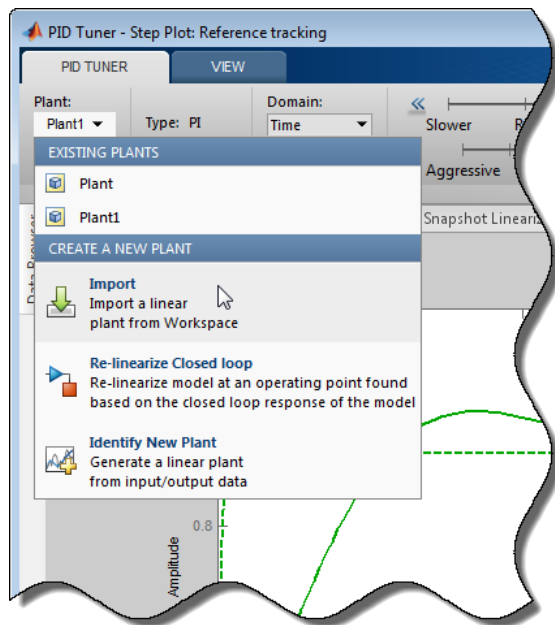 PID Tuner - Step Plot: Reference tracking
PID TUNER
VIEW
Plant:
Plant1
Type: PI
Domain:
Time
Slower
Aggressive
EXISTING PLANTS
Plant
Plant1
CREATE A NEW PLANT
Import
Import a linear
plant from Workspace
Re-linearize Closed loop
Re-linearize model at an operating point found
based on the closed loop response of the model
Identify New Plant
Generate a linear plant
from input/output data
Data Browser
Snapshot
0.8
Amplitude